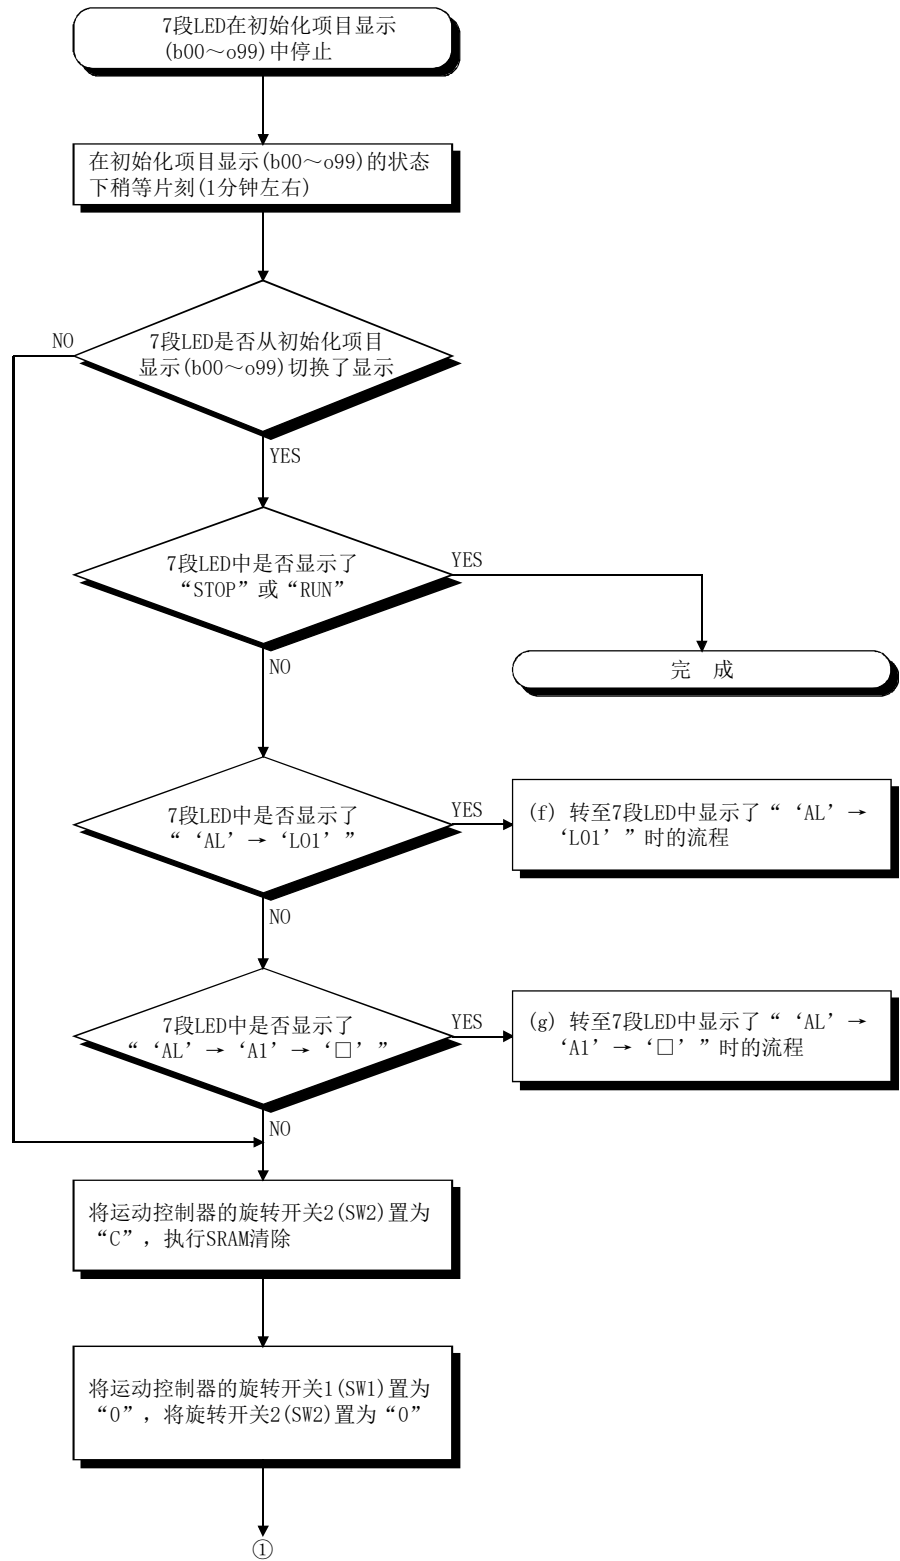 7段LED在初始化项目显示
(b00～o99)中停止
在初始化项目显示(b00～o99)的状态
下稍等片刻(1分钟左右)
NO
7段LED是否从初始化项目
显示(b00～o99)切换了显示
YES
7段LED中是否显示了
“STOP”或“RUN”
YES
NO
完 成
7段LED中是否显示了
“‘AL’→‘L01’”
YES
(f) 转至7段LED中显示了“‘AL’→
‘L01’”时的流程
NO
7段LED中是否显示了
“‘AL’→‘A1’→‘□’”
YES
(g) 转至7段LED中显示了“‘AL’→
‘A1’→‘□’”时的流程
NO
将运动控制器的旋转开关2(SW2)置为
“C”，执行SRAM清除
将运动控制器的旋转开关1(SW1)置为
“0”，将旋转开关2(SW2)置为“0”
①